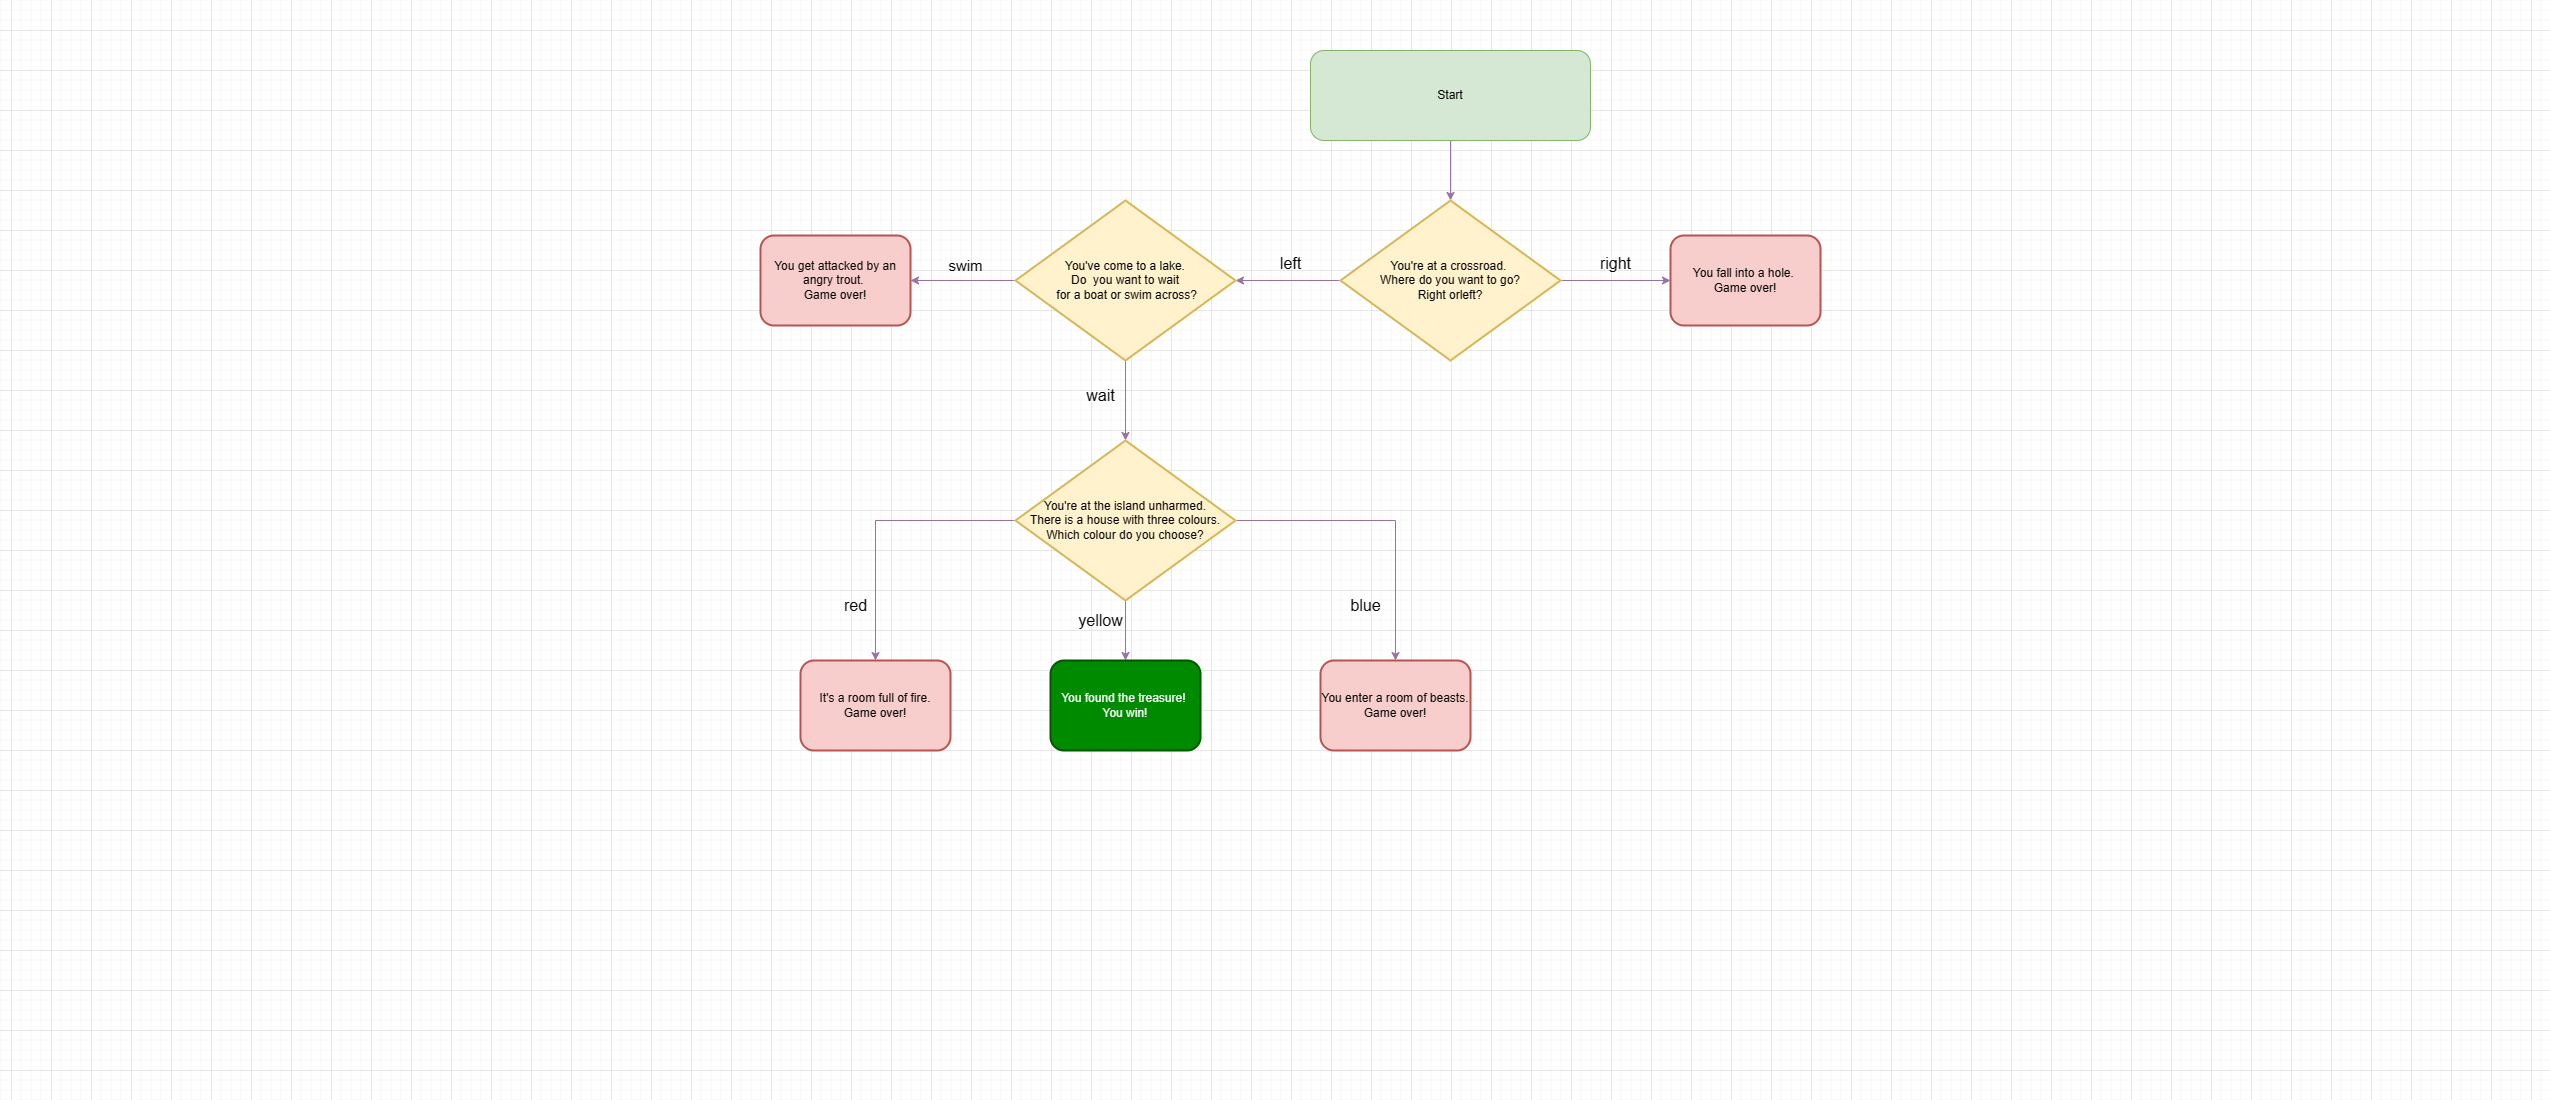 Start
You get attacked by an
angry trout.
Game over!
swim
You've come to a lake.
Do  you want to wait
for a boat or swim across?
left
You're at a crossroad.
Where do you want to go?
Right orleft?
right
You fall into a hole.
Game over!
wait
You're at the island unharmed.
There is a house with three colours.
Which colour do you choose?
red
yellow
blue
It's a room full of fire.
Game over!
You found the treasure!
You win!
You enter a room of beasts.
Game over!